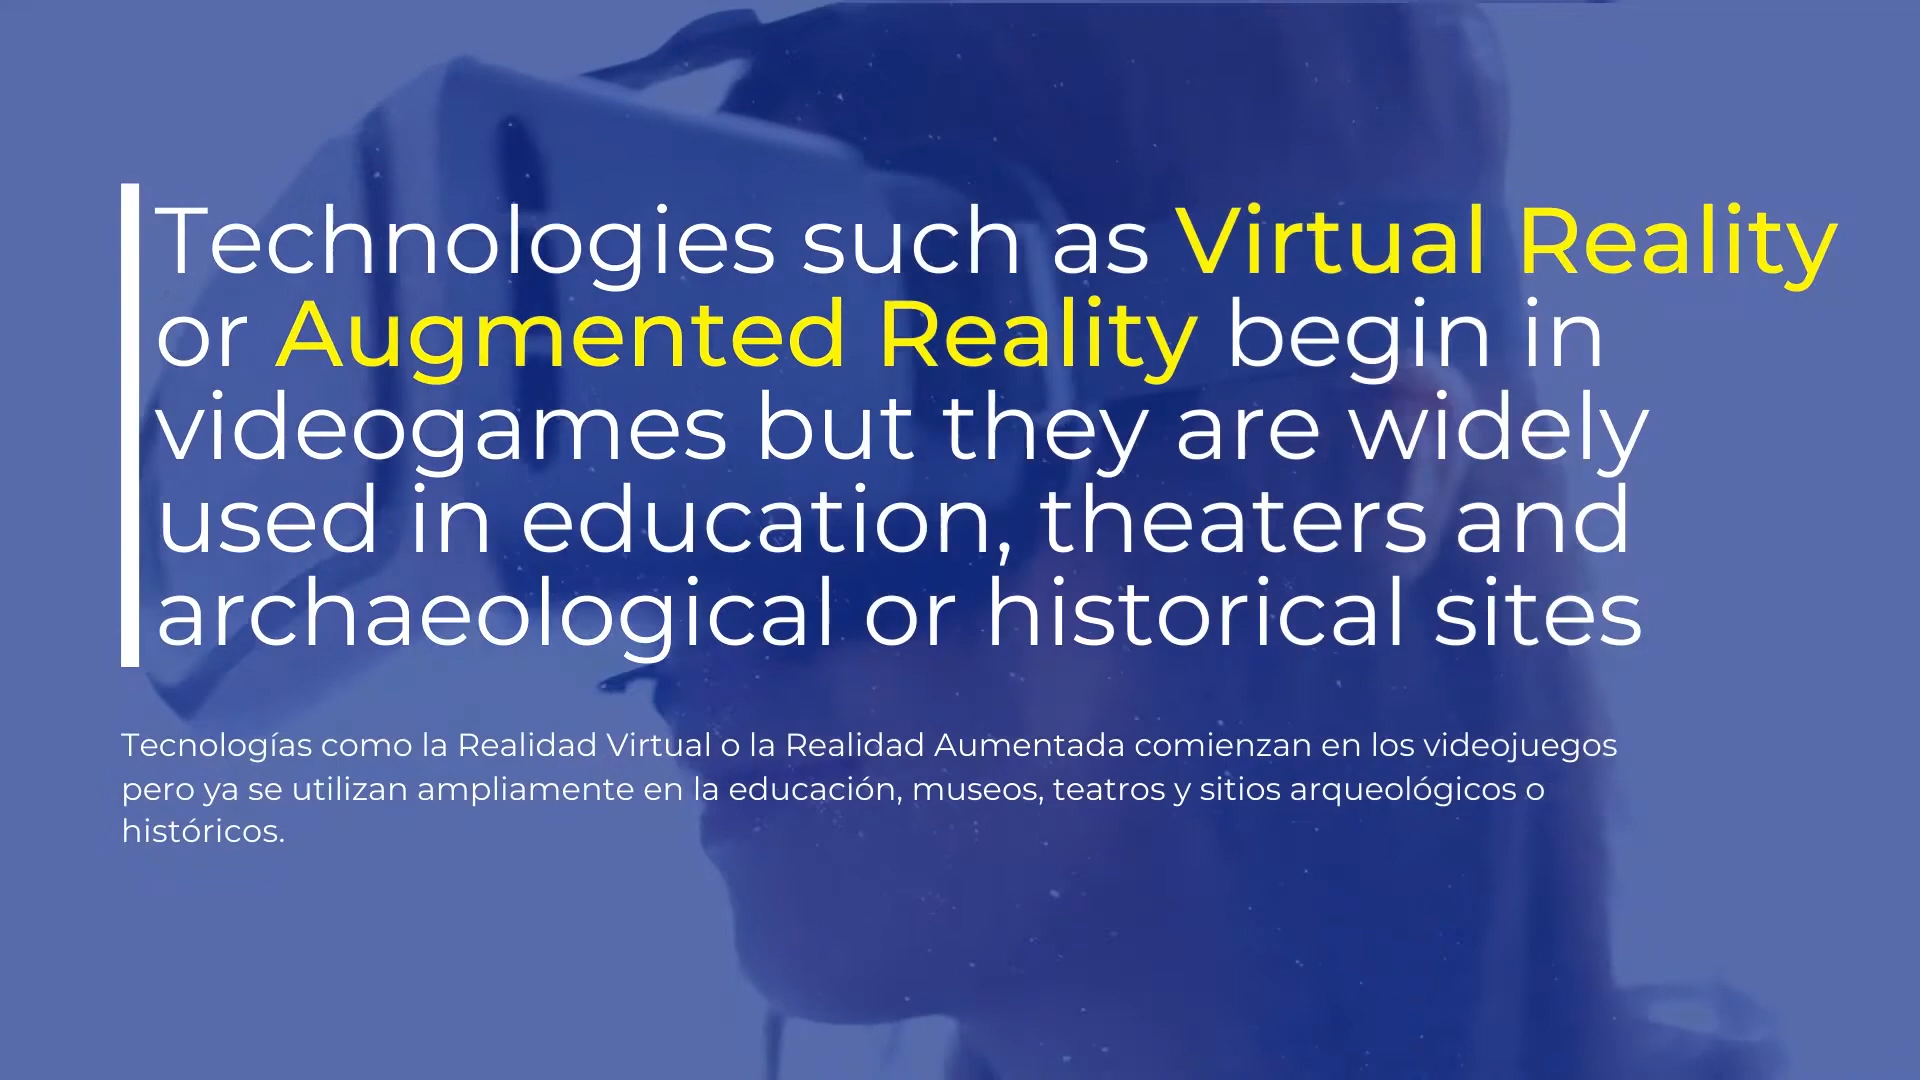 Technologies such as Virtual Reality
or Augmented Reality begin in
videogames but they are widely
used in education, theaters and
archaeological or historical sites
Tecnologías como la Realidad Virtual o la Realidad Aumentada comienzan en los videojuegos
pero ya se utilizan ampliamente en la educación, museos, teatros y sitios arqueológicos o
históricos.